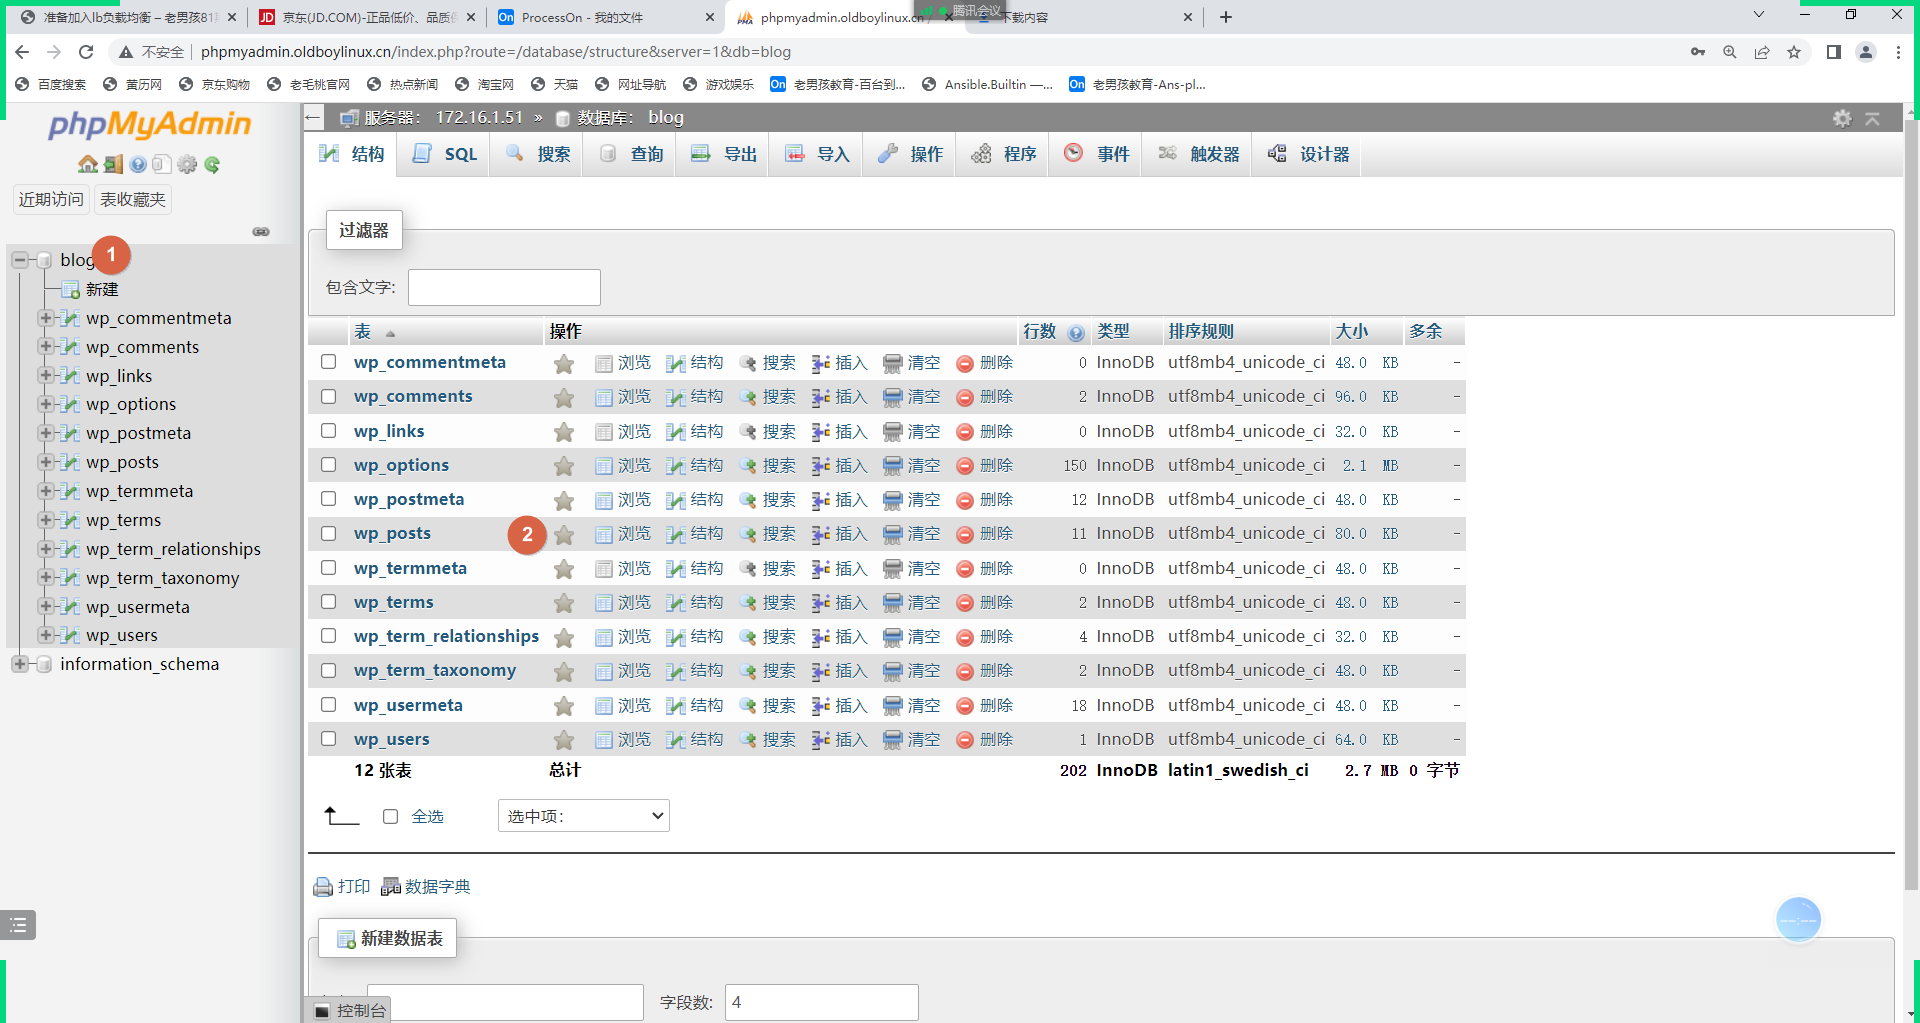 准备加入lb负载均衡 – 老男孩81期
京东(JD.COM)-正品低价、品质保
ProcessOn - 我的文件
phpmyadmin.oldboylinux.cn /
腾讯会议
下载内容
不安全
phpmyadmin.oldboylinux.cn/index.php?route=/database/structure&server=1&db=blog
百度搜索
黄历网
京东购物
老毛桃官网
热点新闻
淘宝网
天猫
网址导航
游戏娱乐
老男孩教育-百台到...
Ansible.Builtin —...
老男孩教育-Ans-pl...
phpMyAdmin
近期访问
表收藏夹
blog
1
新建
wp_commentmeta
wp_comments
wp_links
wp_options
wp_postmeta
wp_posts
wp_termmeta
wp_terms
wp_term_relationships
wp_term_taxonomy
wp_usermeta
wp_users
information_schema
服务器: 172.16.1.51 » 数据库: blog
结构 SQL 搜索 查询 导出 导入 操作 程序 事件 触发器 设计器
过滤器
包含文字:
表 操作 行数 类型 排序规则 大小 多余
wp_commentmeta 浏览 结构 搜索 插入 清空 删除 0 InnoDB utf8mb4_unicode_ci 48.0 KB -
wp_comments 浏览 结构 搜索 插入 清空 删除 2 InnoDB utf8mb4_unicode_ci 96.0 KB -
wp_links 浏览 结构 搜索 插入 清空 删除 0 InnoDB utf8mb4_unicode_ci 32.0 KB -
wp_options 浏览 结构 搜索 插入 清空 删除 150 InnoDB utf8mb4_unicode_ci 2.1 MB -
wp_postmeta 浏览 结构 搜索 插入 清空 删除 12 InnoDB utf8mb4_unicode_ci 48.0 KB -
wp_posts 2 浏览 结构 搜索 插入 清空 删除 11 InnoDB utf8mb4_unicode_ci 80.0 KB -
wp_termmeta 浏览 结构 搜索 插入 清空 删除 0 InnoDB utf8mb4_unicode_ci 48.0 KB -
wp_terms 浏览 结构 搜索 插入 清空 删除 2 InnoDB utf8mb4_unicode_ci 48.0 KB -
wp_term_relationships 浏览 结构 搜索 插入 清空 删除 4 InnoDB utf8mb4_unicode_ci 32.0 KB -
wp_term_taxonomy 浏览 结构 搜索 插入 清空 删除 2 InnoDB utf8mb4_unicode_ci 48.0 KB -
wp_usermeta 浏览 结构 搜索 插入 清空 删除 18 InnoDB utf8mb4_unicode_ci 48.0 KB -
wp_users 浏览 结构 搜索 插入 清空 删除 1 InnoDB utf8mb4_unicode_ci 64.0 KB -
12 张表 总计 202 InnoDB latin1_swedish_ci 2.7 MB 0 字节
全选 选中项:
打印 数据字典
新建数据表
字段数: 4
控制台